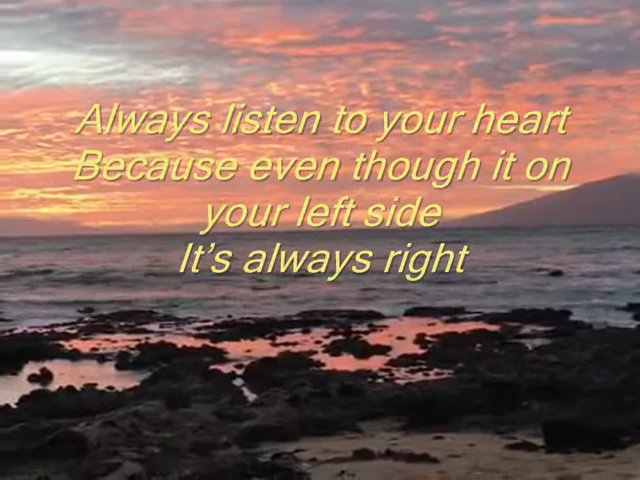 Always listen to your heart
Because even though it on
your left side
It’s always right